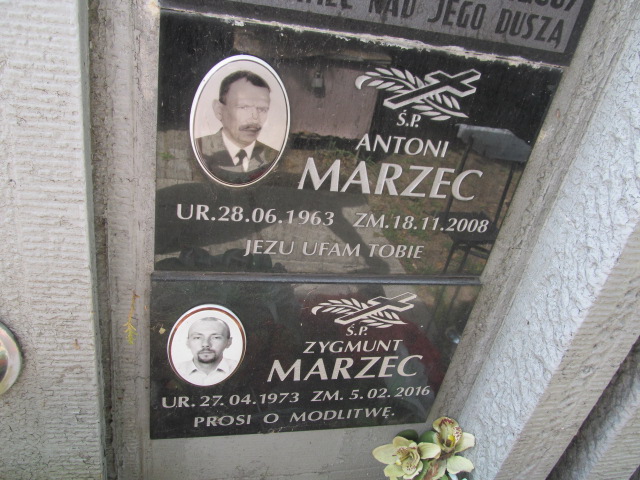 NAD JEGO DUSZĄ
Ś.P.
ANTONI
MARZEC
UR.28.06.1963 ZM.18.11.2008
JEZU UFAM TOBIE
Ś.P.
ZYGMUNT
MARZEC
UR. 27.04.1973 ZM. 5.02.2016
PROSI O MODLITWĘ.